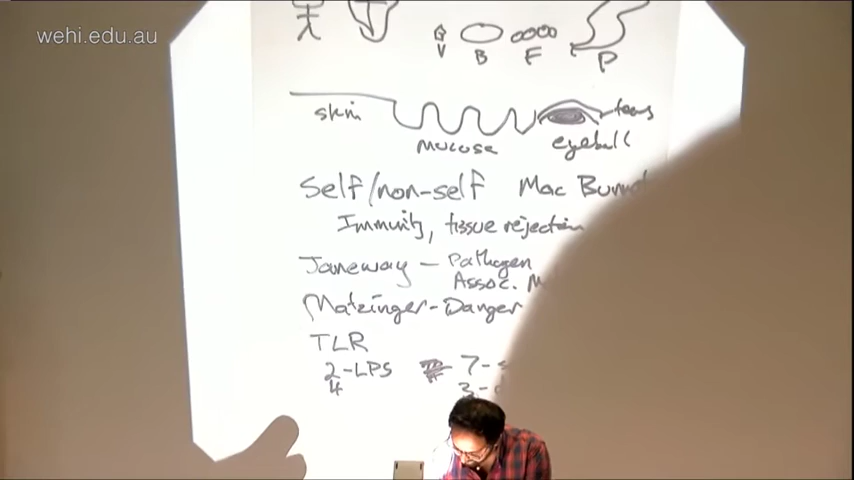 wehi.edu.au
V B F P
skin mucosa eyeball tears
Self/non-self Mac
Immunity, tissue rejection
Janeway - Pathogen
Assoc.
Matzinger - Danger
TLR
2-LPS 7-
4 3-